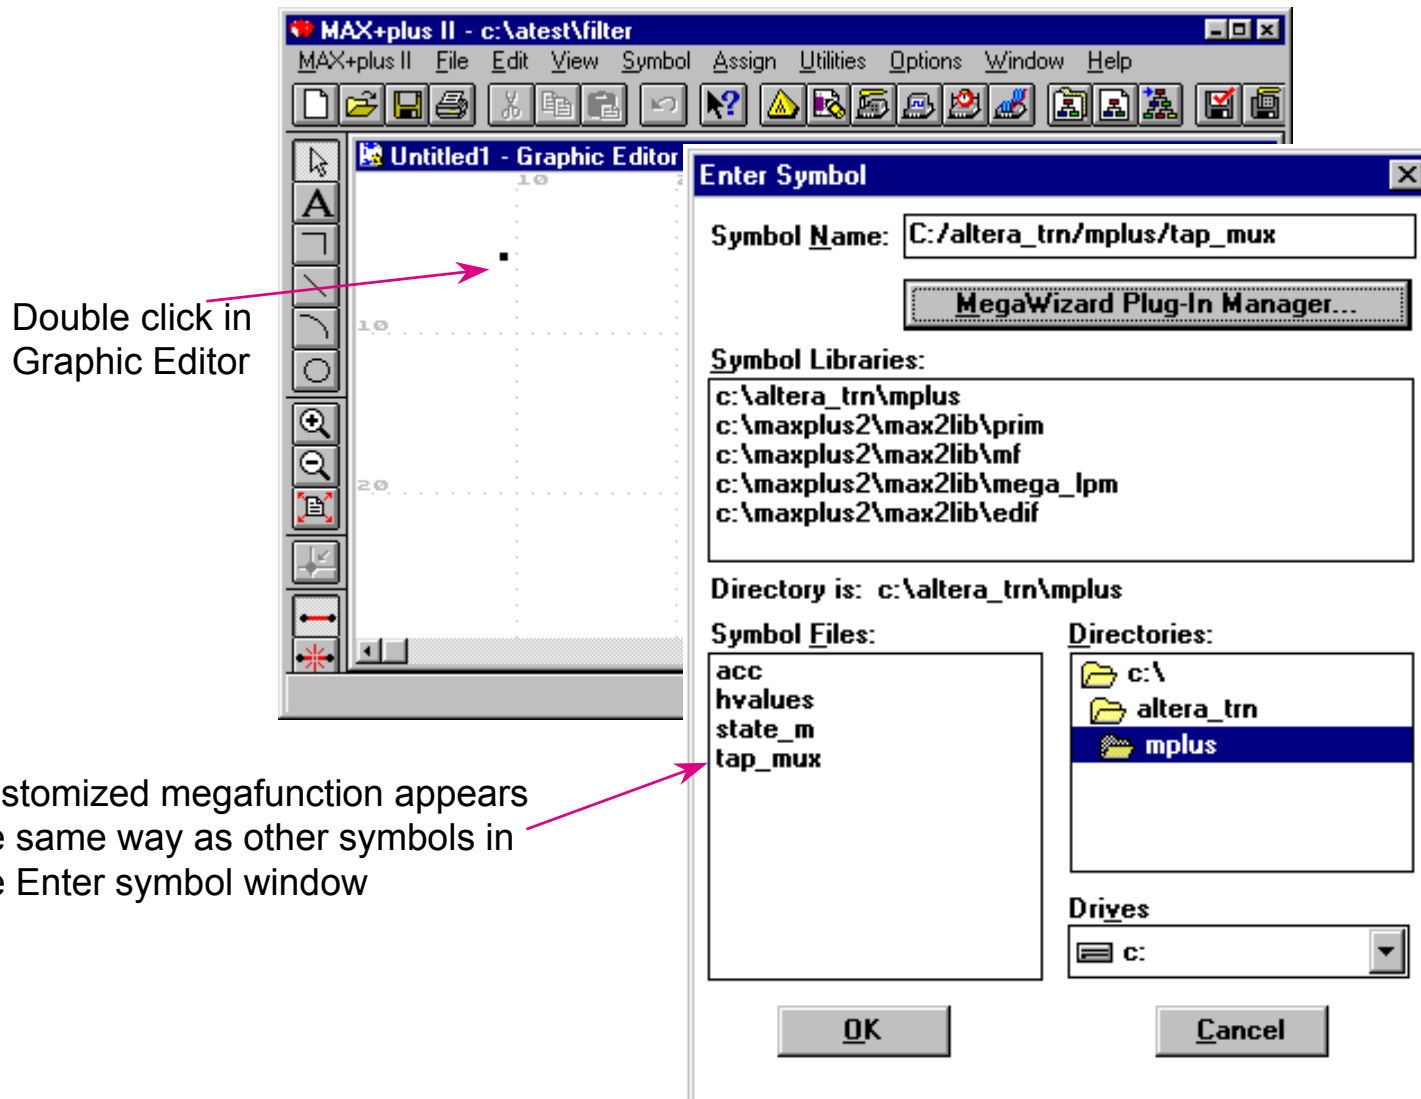 MAX+plus II - c:\atest\filter
MAX+plus II File Edit View Symbol Assign Utilities Options Window Help
Untitled1 - Graphic Editor
10
10
20
Double click in
Graphic Editor
Enter Symbol
Symbol Name: C:/altera_trn/mplus/tap_mux
MegaWizard Plug-In Manager...
Symbol Libraries:
c:\altera_trn\mplus
c:\maxplus2\max2lib\prim
c:\maxplus2\max2lib\mf
c:\maxplus2\max2lib\mega_lpm
c:\maxplus2\max2lib\edif
Directory is: c:\altera_trn\mplus
Symbol Files:
acc
hvalues
state_m
tap_mux
Directories:
c:\
altera_trn
mplus
Drives
c:
OK Cancel
stomized megafunction appears
e same way as other symbols in
e Enter symbol window